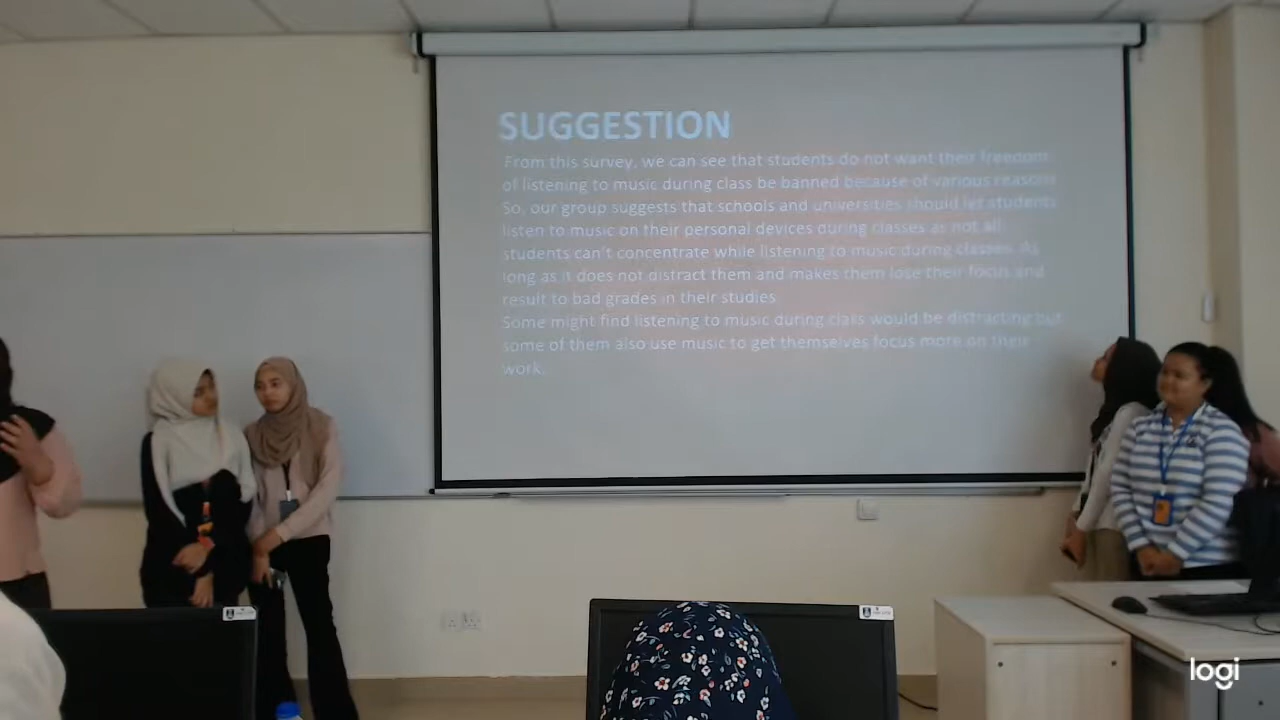 SUGGESTION
From this survey, we can see that students do not want their freedom
of listening to music during class be banned because of various reasons
So, our group suggests that schools and universities should let students
listen to music on their personal devices during classes as not all
students can't concentrate while listening to music during classes. As
long as it does not distract them and makes them lose their focus and
result to bad grades in their studies
Some might find listening to music during class would be distracting but
some of them also use music to get themselves focus more on their
work.
logi